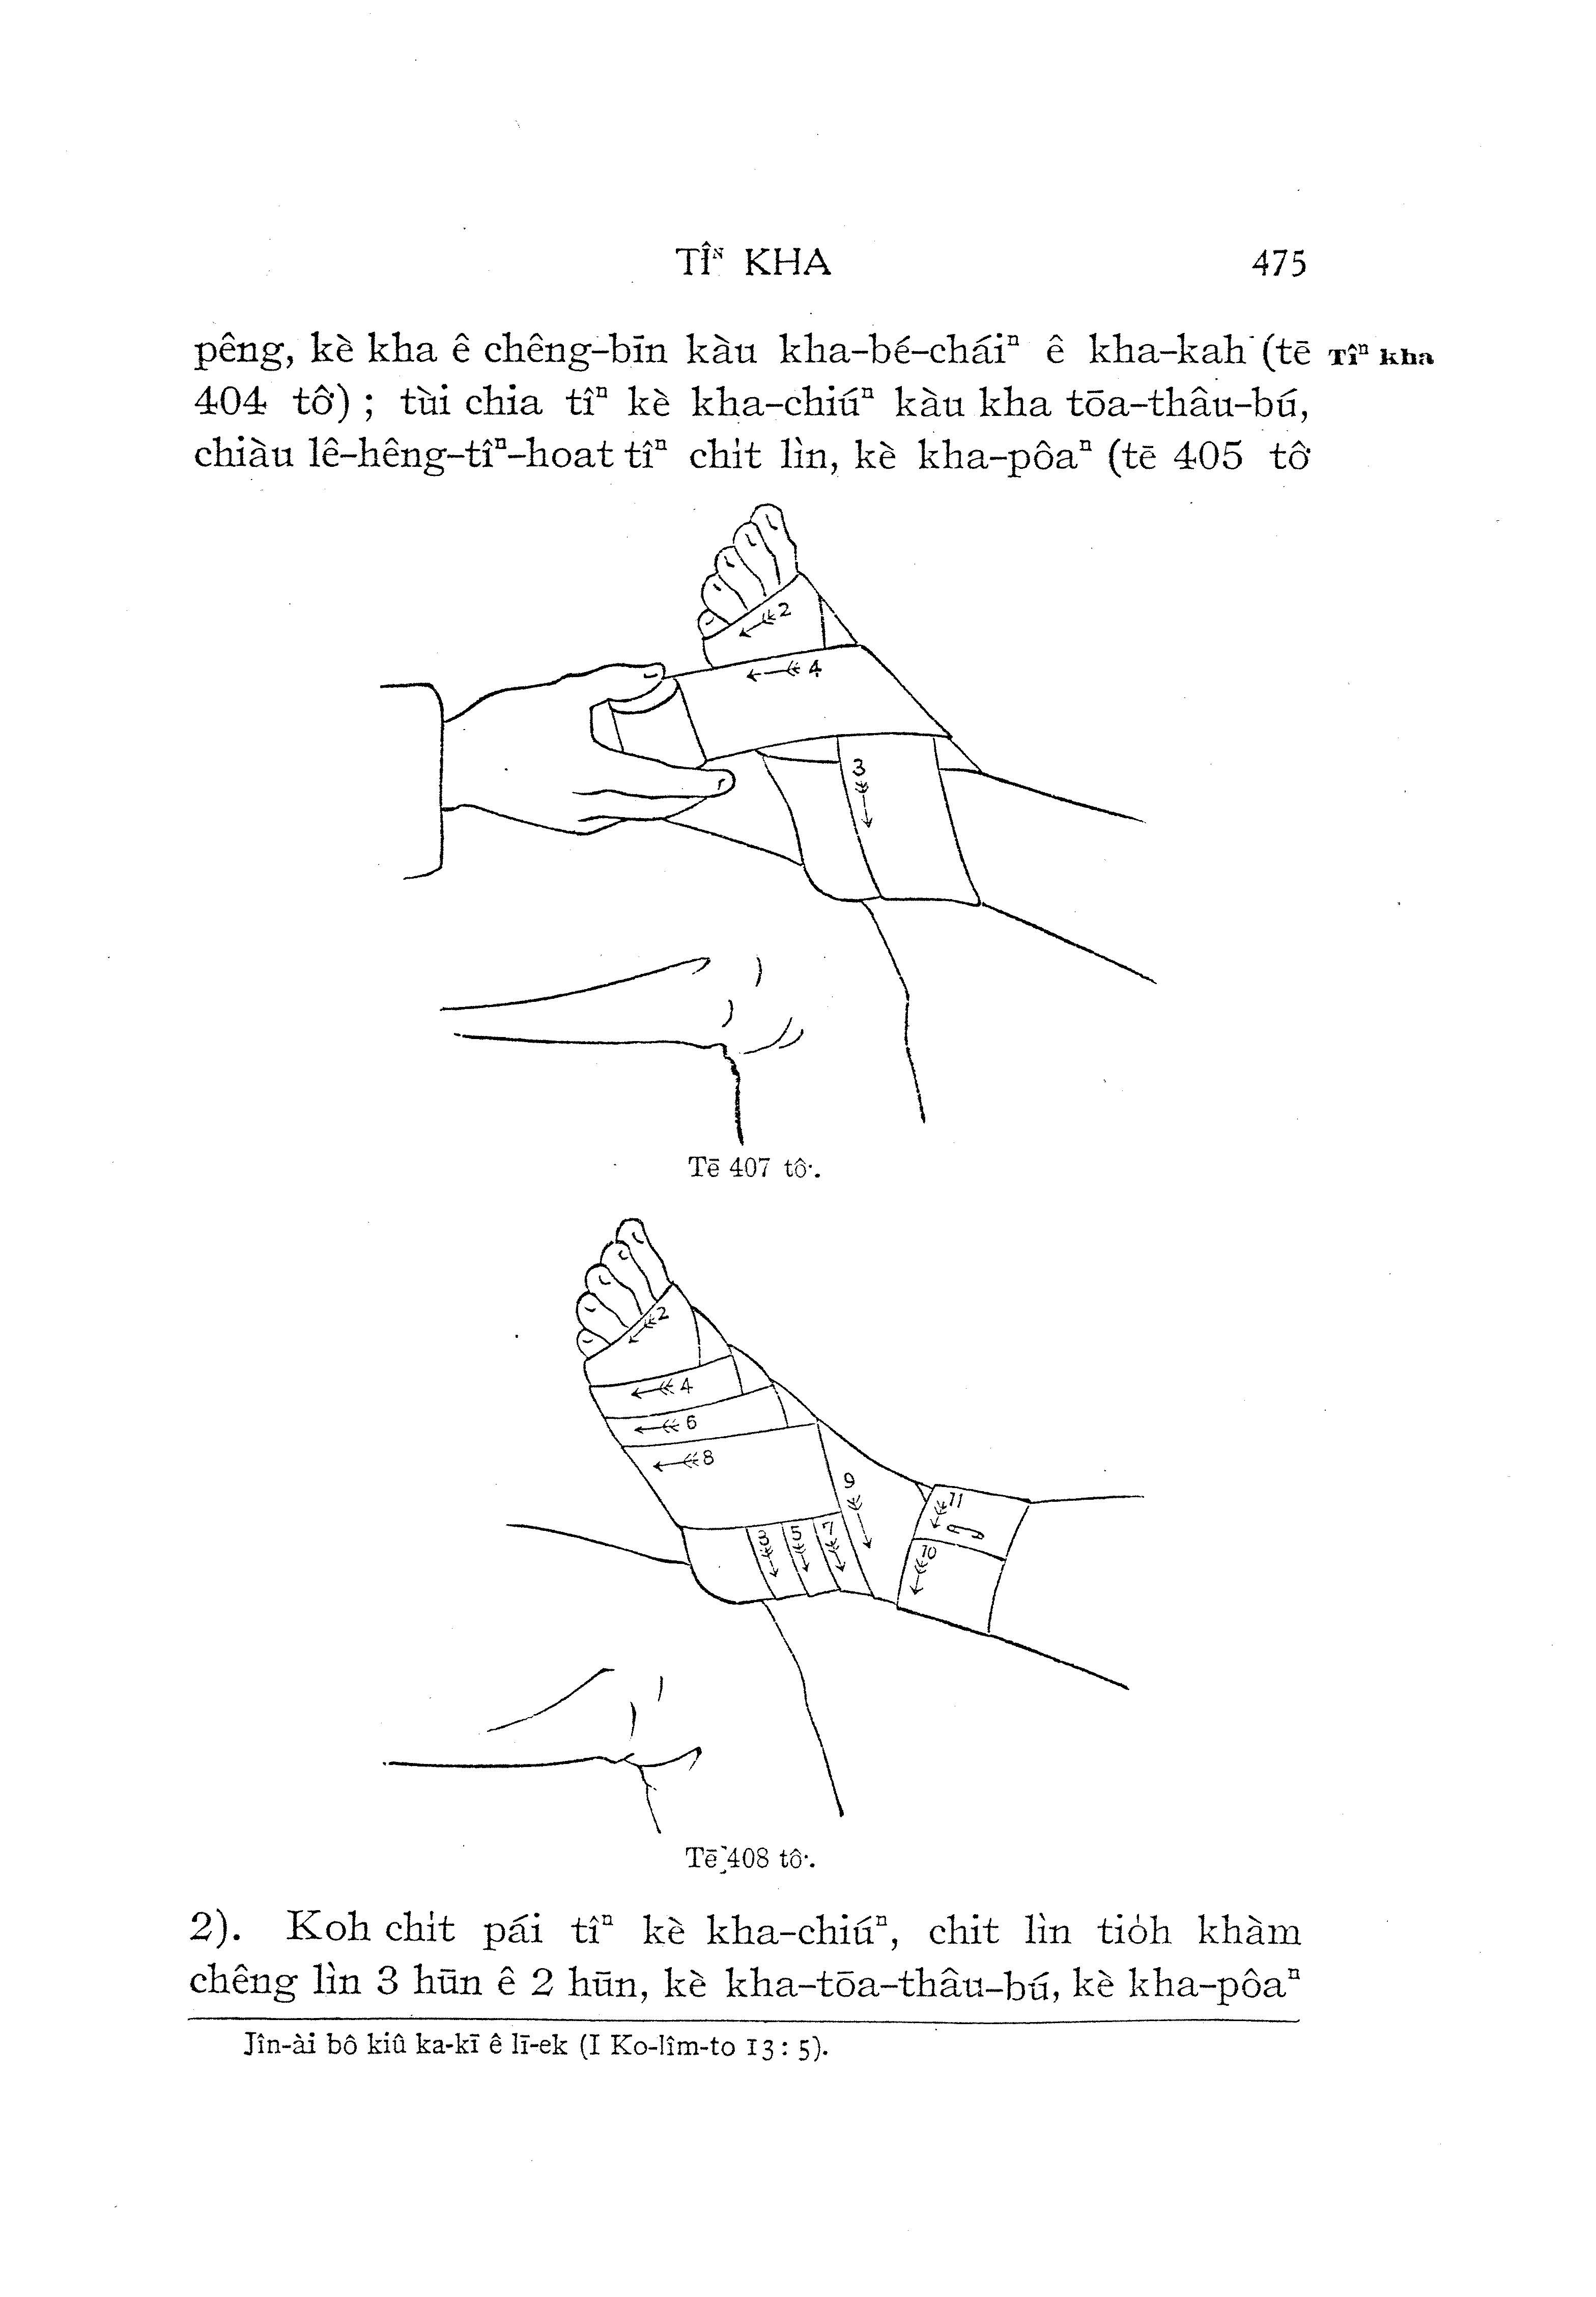 TÎᴺ KHA 475
pêng, kè kha ê chêng-bīn kàu kha-bé-cháiⁿ ê kha-kah (tē
Tîⁿ kha
404 tô͘) ; tùi chia tîⁿ kè kha-chiúⁿ kàu kha tōa-thâu-bú,
chiàu lê-hêng-tîⁿ-hoat tîⁿ chi̍t lìn, kè kha-pôaⁿ (tē 405 tô͘
2
4
3
Tē 407 tô͘.
2
4
6
8
9
11
3 5 7
10
Tē 408 tô͘.
2). Koh chi̍t pái tîⁿ kè kha-chiúⁿ, chit lìn tio̍h khàm
chêng lìn 3 hūn ê 2 hūn, kè kha-tōa-thâu-bú, kè kha-pôaⁿ
Jîn-ài bô kiû ka-kī ê lī-ek (I Ko-lîm-to 13 : 5).